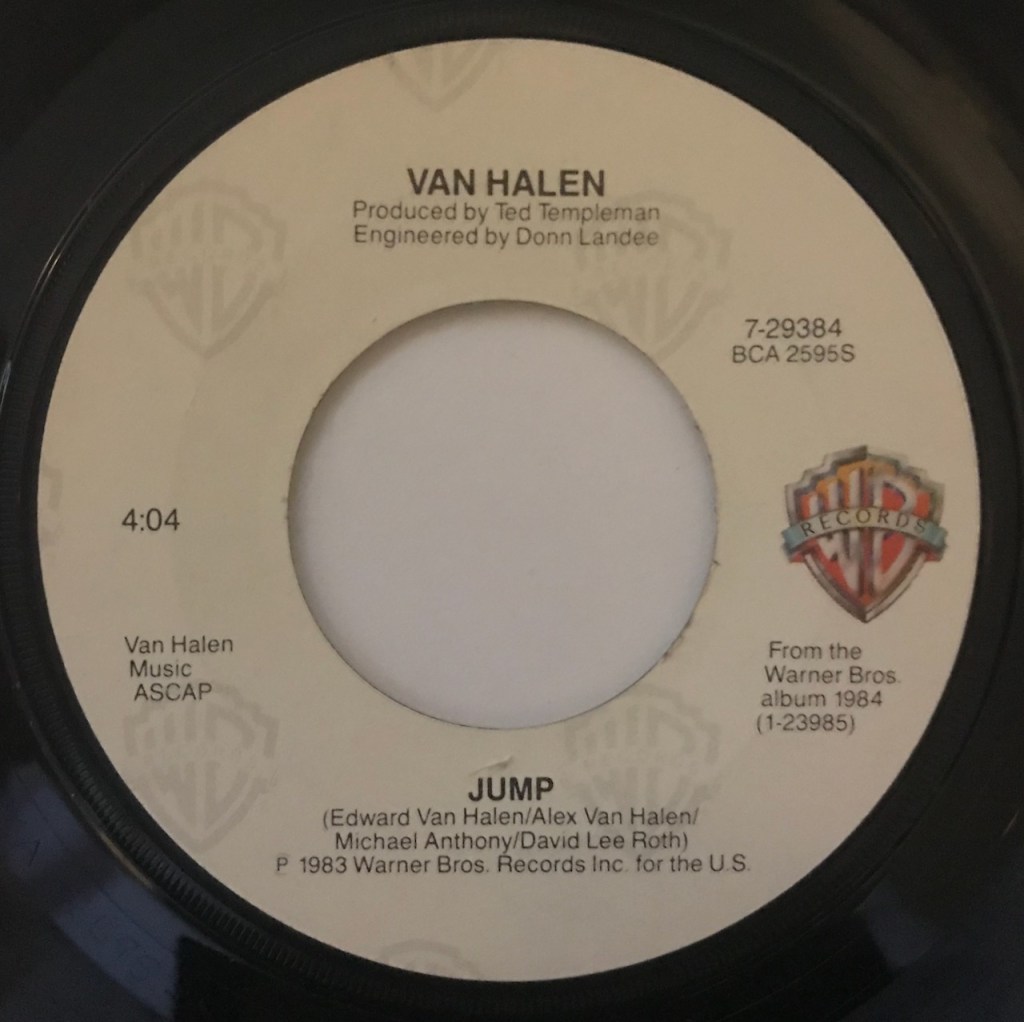 VAN HALEN
Produced by Ted Templeman
Engineered by Donn Landee
7-29384
BCA 2595S
RECORDS
4:04
Van Halen
Music
ASCAP
From the
Warner Bros.
album 1984
(1-23985)
JUMP
(Edward Van Halen/Alex Van Halen/
Michael Anthony/David Lee Roth)
P 1983 Warner Bros. Records Inc. for the U.S.